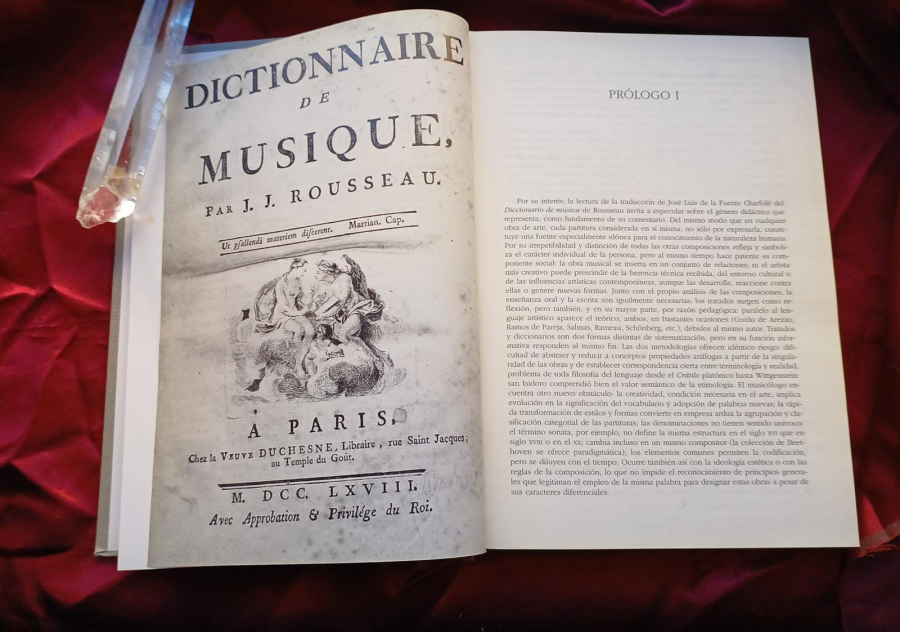 DICTIONNAIRE
DE
MUSIQUE,
PAR J. J. ROUSSEAU.
Ut psallendi materiem discerent. Martian. Cap.
A PARIS,
Chez la VEUVE DUCHESNE, Libraire, rue Saint Jacques;
au Temple du Goût.
M. DCC. LXVIII.
Avec Approbation & Privilége du Roi.
PRÓLOGO I
Por su interés, la lectura de la traducción de José Luis de la Fuente Charfolé del
Diccionario de música de Rousseau invita a especular sobre el género didáctico que
representa, como fundamento de su comentario. Del mismo modo que en cualquier
obra de arte, cada partitura considerada en sí misma, no sólo por expresarla, consti-
tuye una fuente especialmente idónea para el conocimiento de la naturaleza humana.
Por su irrepetibilidad y distinción de todas las otras composiciones refleja y simboli-
za el carácter individual de la persona, pero al mismo tiempo hace patente su com-
ponente social: la obra musical se inserta en un conjunto de relaciones; ni el artista
más creativo puede prescindir de la herencia técnica recibida, del entorno cultural o
de las influencias artísticas contemporáneas, aunque las desarrolle, reaccione contra
ellas o genere nuevas formas. Junto con el propio análisis de las composiciones, la
enseñanza oral y la escrita son igualmente necesarias; los tratados surgen como re-
flexión, pero también, y en su mayor parte, por razón pedagógica: paralelo al len-
guaje artístico aparece el teórico, ambos, en bastantes ocasiones (Guido de Arezzo,
Ramos de Pareja, Salinas, Rameau, Schönberg, etc.), debidos al mismo autor. Tratados
y diccionarios son dos formas distintas de sistematización, pero en su función infor-
mativa responden al mismo fin. Las dos metodologías ofrecen idéntico riesgo: difi-
cultad de abstraer y reducir a conceptos propiedades análogas a partir de la singula-
ridad de las obras y de establecer correspondencia cierta entre terminología y realidad,
problema de toda filosofía del lenguaje desde el Crátilo platónico hasta Wittgenstein:
san Isidoro comprendió bien el valor semántico de la etimología. El musicólogo en-
cuentra otro nuevo obstáculo: la creatividad, condición necesaria en el arte, implica
evolución en la significación del vocabulario y adopción de palabras nuevas; la rápi-
da transformación de estilos y formas convierte en empresa ardua la agrupación y cla-
sificación categorial de las partituras; las denominaciones no tienen sentido unívoco:
el término sonata, por ejemplo, no define la misma estructura en el siglo XVI que en
siglo XVIII o en el XX; cambia incluso en un mismo compositor (la colección de Beet-
hoven se ofrece paradigmática); los elementos comunes permiten la codificación,
pero se diluyen con el tiempo. Ocurre también así con la ideología estética o con las
reglas de la composición, lo que no impide el reconocimiento de principios genera-
les que legitiman el empleo de la misma palabra para designar estas obras a pesar de
sus caracteres diferenciales.